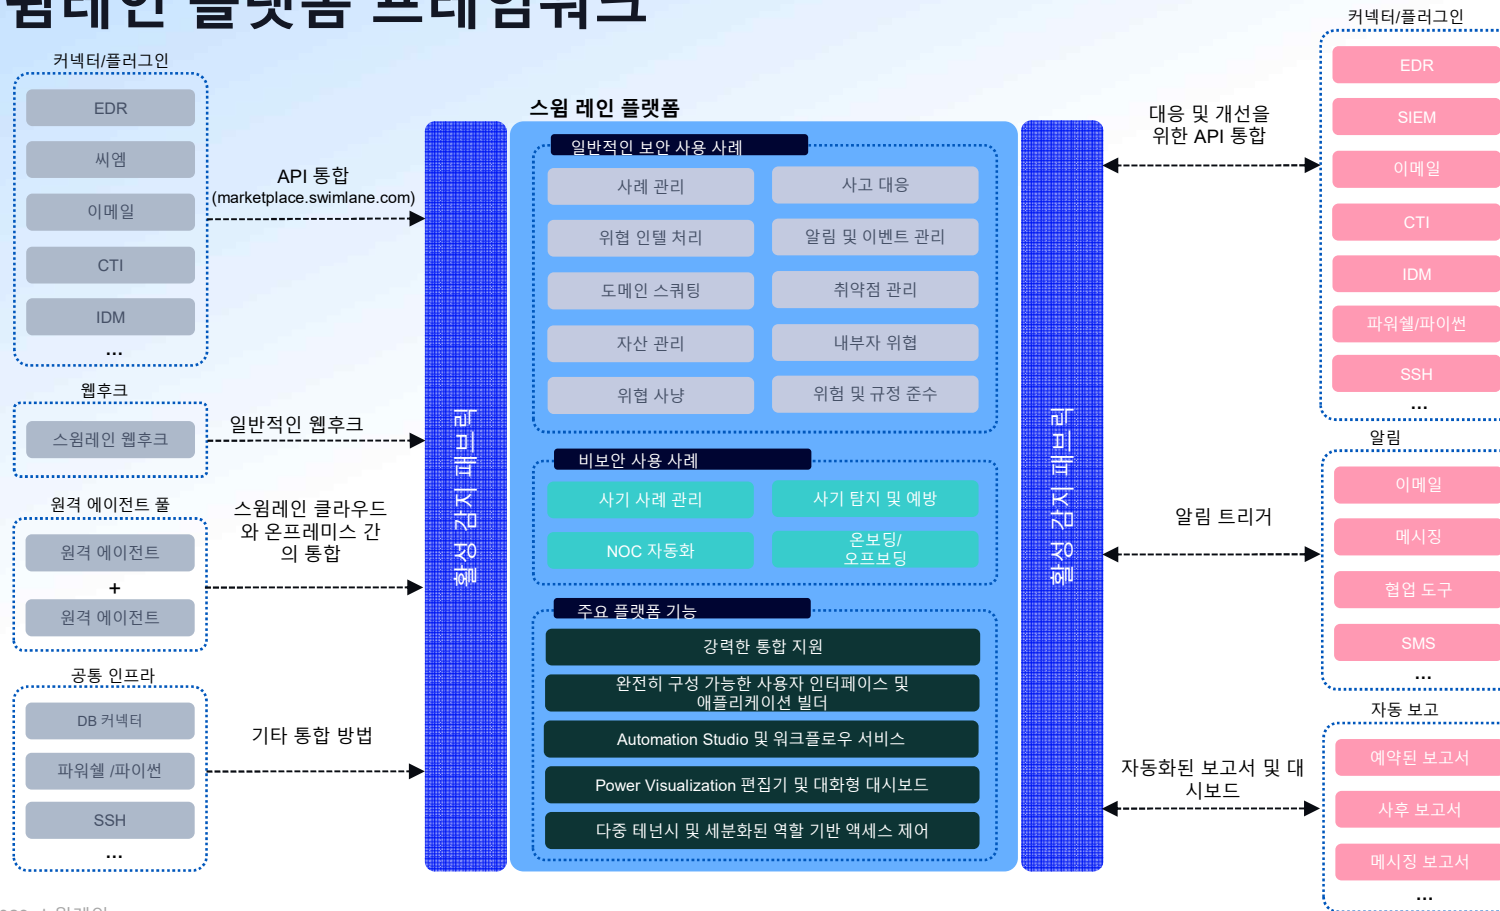 윔레인 플랫폼 프레임워크
커넥터/플러그인
EDR
씨엠
이메일
CTI
IDM
...
웹후크
스윔레인 웹후크
원격 에이전트 풀
원격 에이전트
+
원격 에이전트
공통 인프라
DB 커넥터
파워쉘 /파이썬
SSH
...
API 통합
(marketplace.swimlane.com)
일반적인 웹후크
스윔레인 클라우드
와 온프레미스 간
의 통합
기타 통합 방법
활성 감지 패브릭
스윔 레인 플랫폼
일반적인 보안 사용 사례
사례 관리
사고 대응
위협 인텔 처리
알림 및 이벤트 관리
도메인 스쿼팅
취약점 관리
자산 관리
내부자 위협
위협 사냥
위험 및 규정 준수
비보안 사용 사례
사기 사례 관리
사기 탐지 및 예방
NOC 자동화
온보딩/
오프보딩
주요 플랫폼 기능
강력한 통합 지원
완전히 구성 가능한 사용자 인터페이스 및
애플리케이션 빌더
Automation Studio 및 워크플로우 서비스
Power Visualization 편집기 및 대화형 대시보드
다중 테넌시 및 세분화된 역할 기반 액세스 제어
활성 감지 패브릭
대응 및 개선을
위한 API 통합
알림 트리거
자동화된 보고서 및 대
시보드
커넥터/플러그인
EDR
SIEM
이메일
CTI
IDM
파워쉘/파이썬
SSH
...
알림
이메일
메시징
협업 도구
SMS
...
자동 보고
예약된 보고서
사후 보고서
메시징 보고서
...